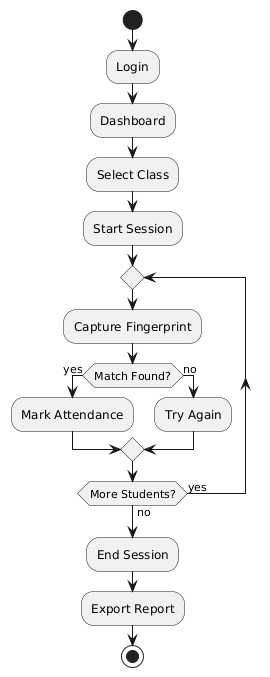 Login
Dashboard
Select Class
Start Session
Capture Fingerprint
yes
Match Found?
no
Mark Attendance
Try Again
More Students?
yes
no
End Session
Export Report